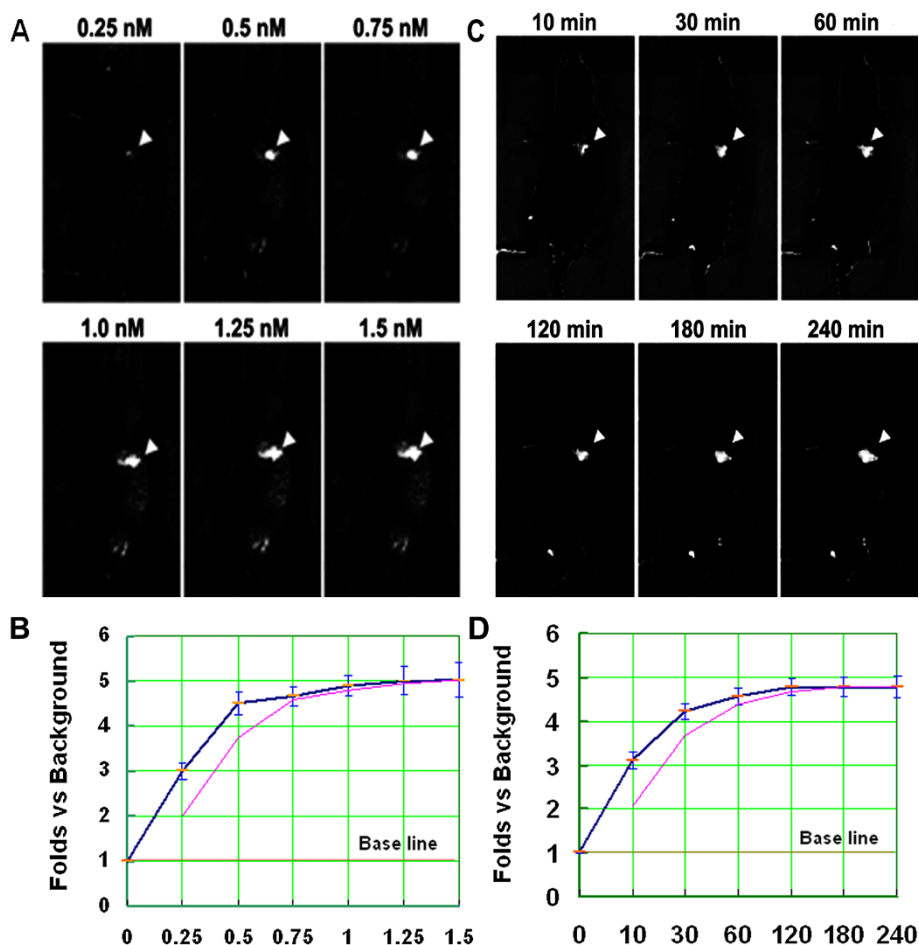 A
0.25 nM 0.5 nM 0.75 nM
1.0 nM 1.25 nM 1.5 nM
B
Folds vs Background
6
5
4
3
2
1
0
Base line
0 0.25 0.5 0.75 1 1.25 1.5
C
10 min 30 min 60 min
120 min 180 min 240 min
D
Folds vs Background
6
5
4
3
2
1
0
Base line
0 10 30 60 120 180 240